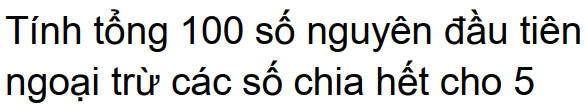 Tính tổng 100 số nguyên đầu tiên
ngoại trừ các số chia hết cho 5